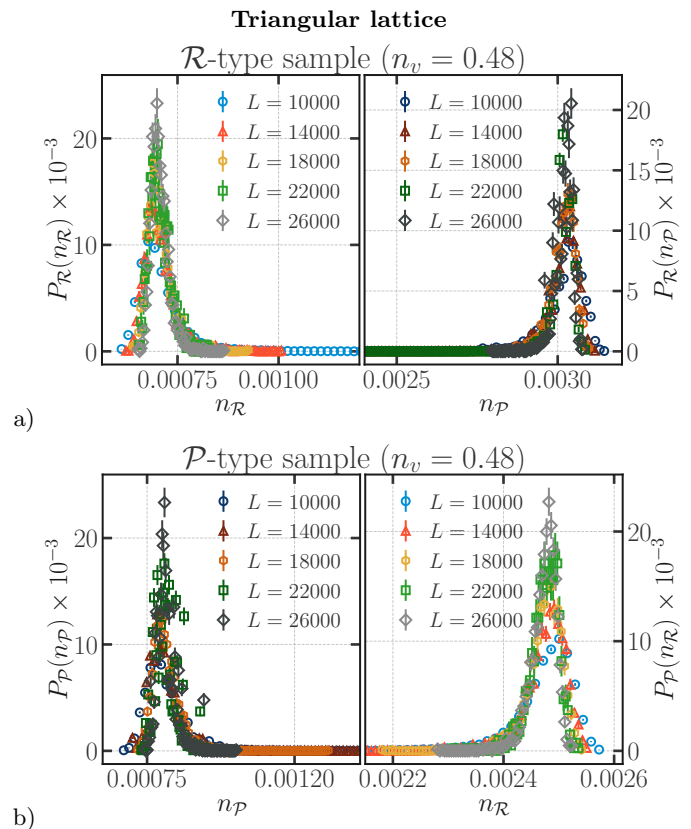 Triangular lattice
R-type sample (n_v = 0.48)
P_R(n_R) × 10^−3
20
10
0
L = 10000
L = 14000
L = 18000
L = 22000
L = 26000
0.00075
0.00100
n_R
L = 10000
L = 14000
L = 18000
L = 22000
L = 26000
20
15
10
5
0
P_R(n_P) × 10^−3
0.0025
0.0030
n_P
a)
P-type sample (n_v = 0.48)
P_P(n_P) × 10^−3
20
10
0
L = 10000
L = 14000
L = 18000
L = 22000
L = 26000
0.00075
0.00120
n_P
L = 10000
L = 14000
L = 18000
L = 22000
L = 26000
20
10
0
P_P(n_R) × 10^−3
0.0022
0.0024
0.0026
n_R
b)